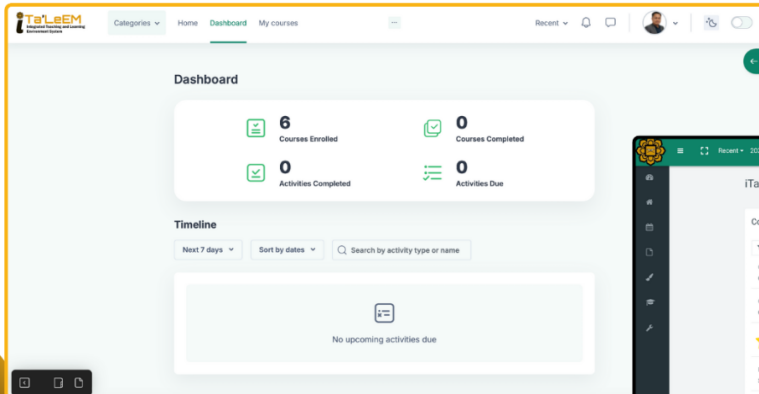 iTa'LeEM
Integrated Teaching and Learning
Environment System
Categories
Home
Dashboard
My courses
Recent
Dashboard
6
Courses Enrolled
0
Courses Completed
0
Activities Completed
0
Activities Due
Timeline
Next 7 days
Sort by dates
Search by activity type or name
No upcoming activities due
Recent
202
iTa
Co